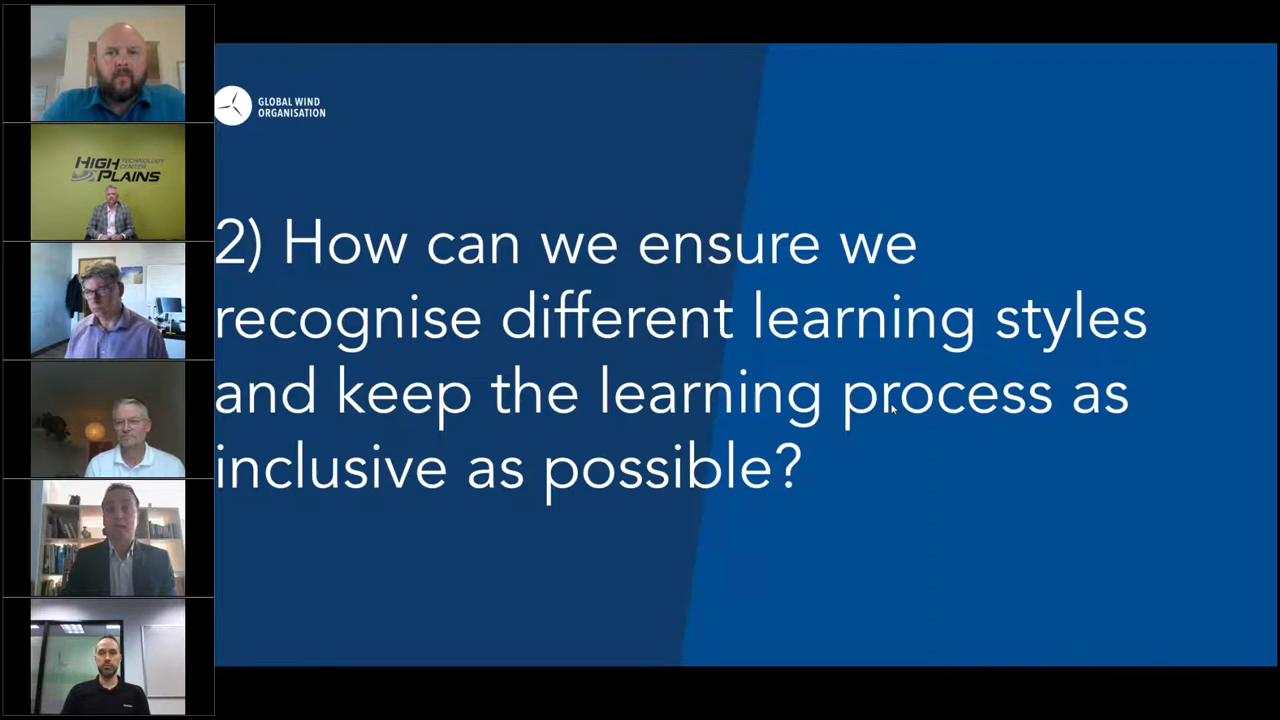 GLOBAL WIND
ORGANISATION
HIGH TECHNOLOGY
CENTER
PLAINS
2) How can we ensure we
recognise different learning styles
and keep the learning process as
inclusive as possible?